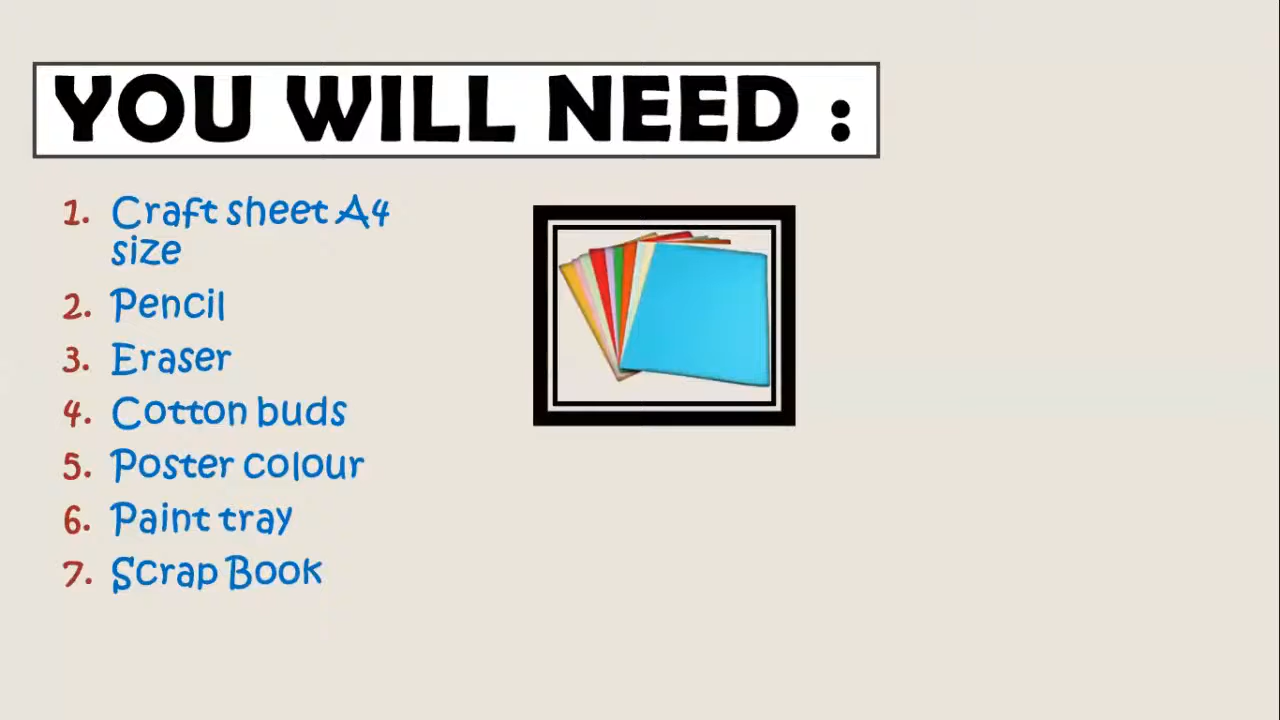 YOU WILL NEED :
1. Craft sheet A4
size
2. Pencil
3. Eraser
4. Cotton buds
5. Poster colour
6. Paint tray
7. Scrap Book